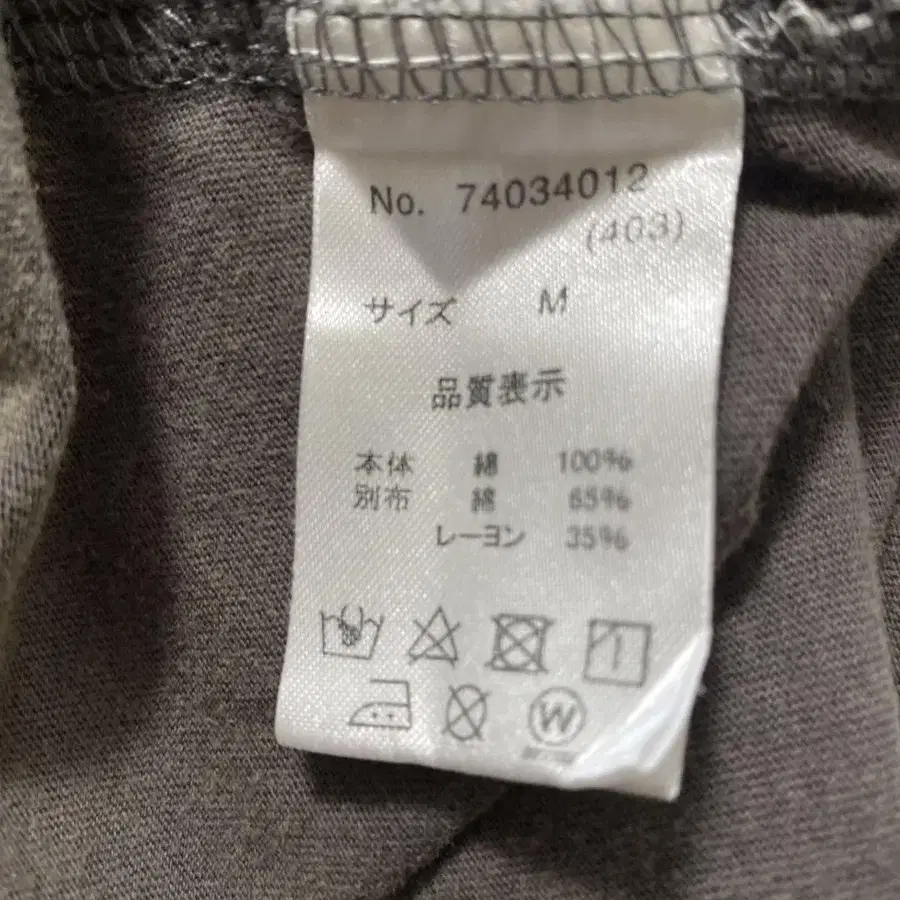 No. 74034012
(403)
サイズ M
品質表示
本体 綿 100%
別布 綿 65%
レーヨン 35%
W